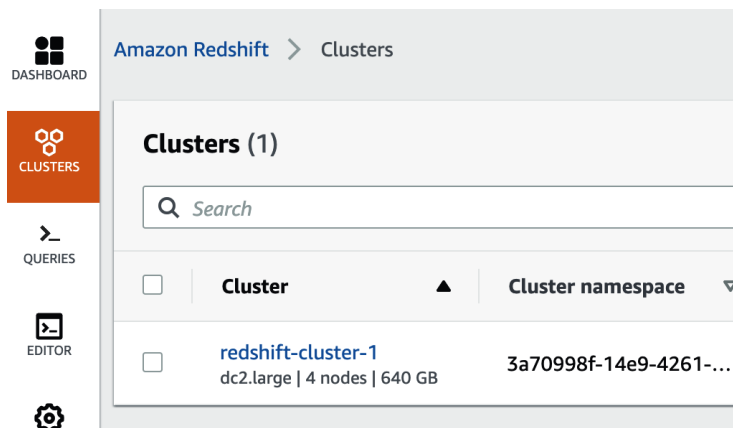 DASHBOARD
CLUSTERS
QUERIES
EDITOR
Amazon Redshift > Clusters
Clusters (1)
Search
Cluster Cluster namespace
redshift-cluster-1 3a70998f-14e9-4261-...
dc2.large | 4 nodes | 640 GB